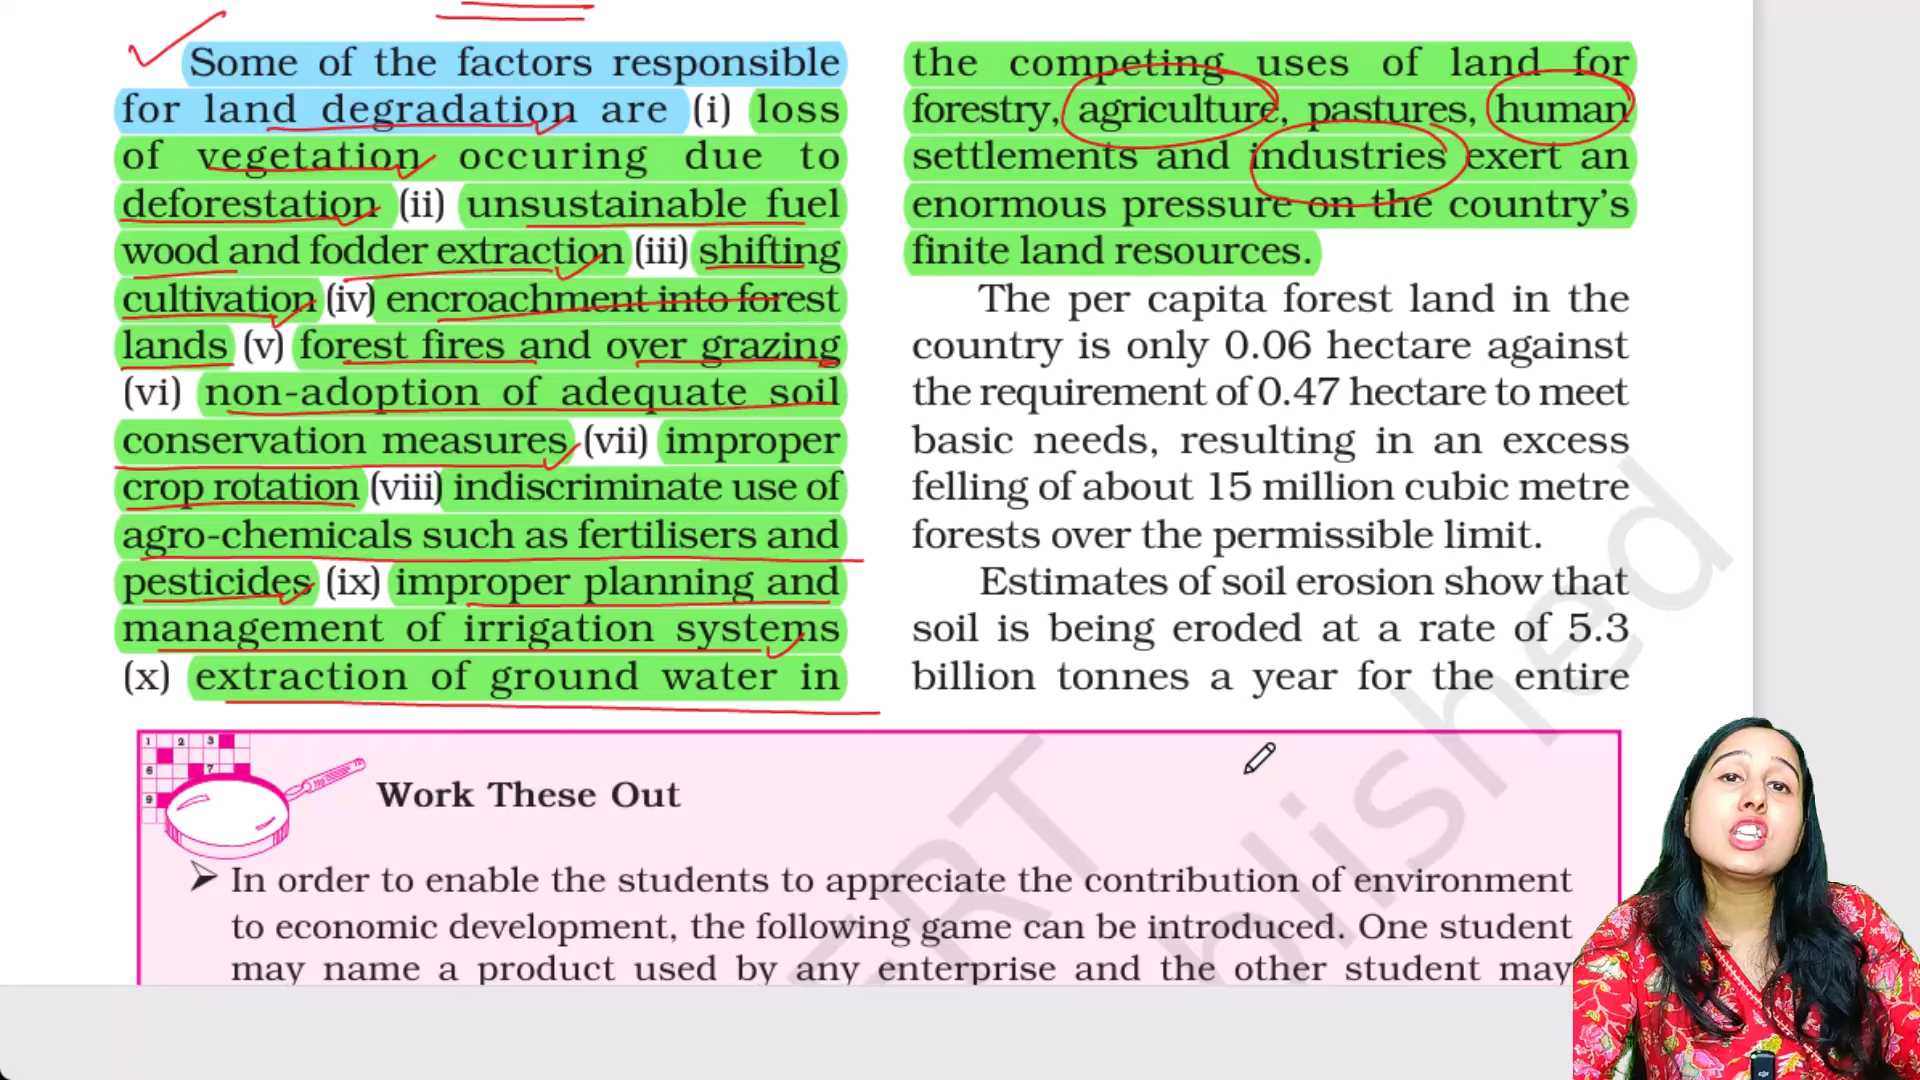 Some of the factors responsible
for land degradation are (i) loss
of vegetation occuring due to
deforestation (ii) unsustainable fuel
wood and fodder extraction (iii) shifting
cultivation (iv) encroachment into forest
lands (v) forest fires and over grazing
(vi) non-adoption of adequate soil
conservation measures (vii) improper
crop rotation (viii) indiscriminate use of
agro-chemicals such as fertilisers and
pesticides (ix) improper planning and
management of irrigation systems
(x) extraction of ground water in
the competing uses of land for
forestry, agriculture, pastures, human
settlements and industries exert an
enormous pressure on the country's
finite land resources.
The per capita forest land in the
country is only 0.06 hectare against
the requirement of 0.47 hectare to meet
basic needs, resulting in an excess
felling of about 15 million cubic metre
forests over the permissible limit.
Estimates of soil erosion show that
soil is being eroded at a rate of 5.3
billion tonnes a year for the entire
1 2 3
6 7
9
Work These Out
➢ In order to enable the students to appreciate the contribution of environment
to economic development, the following game can be introduced. One student
may name a product used by any enterprise and the other student may